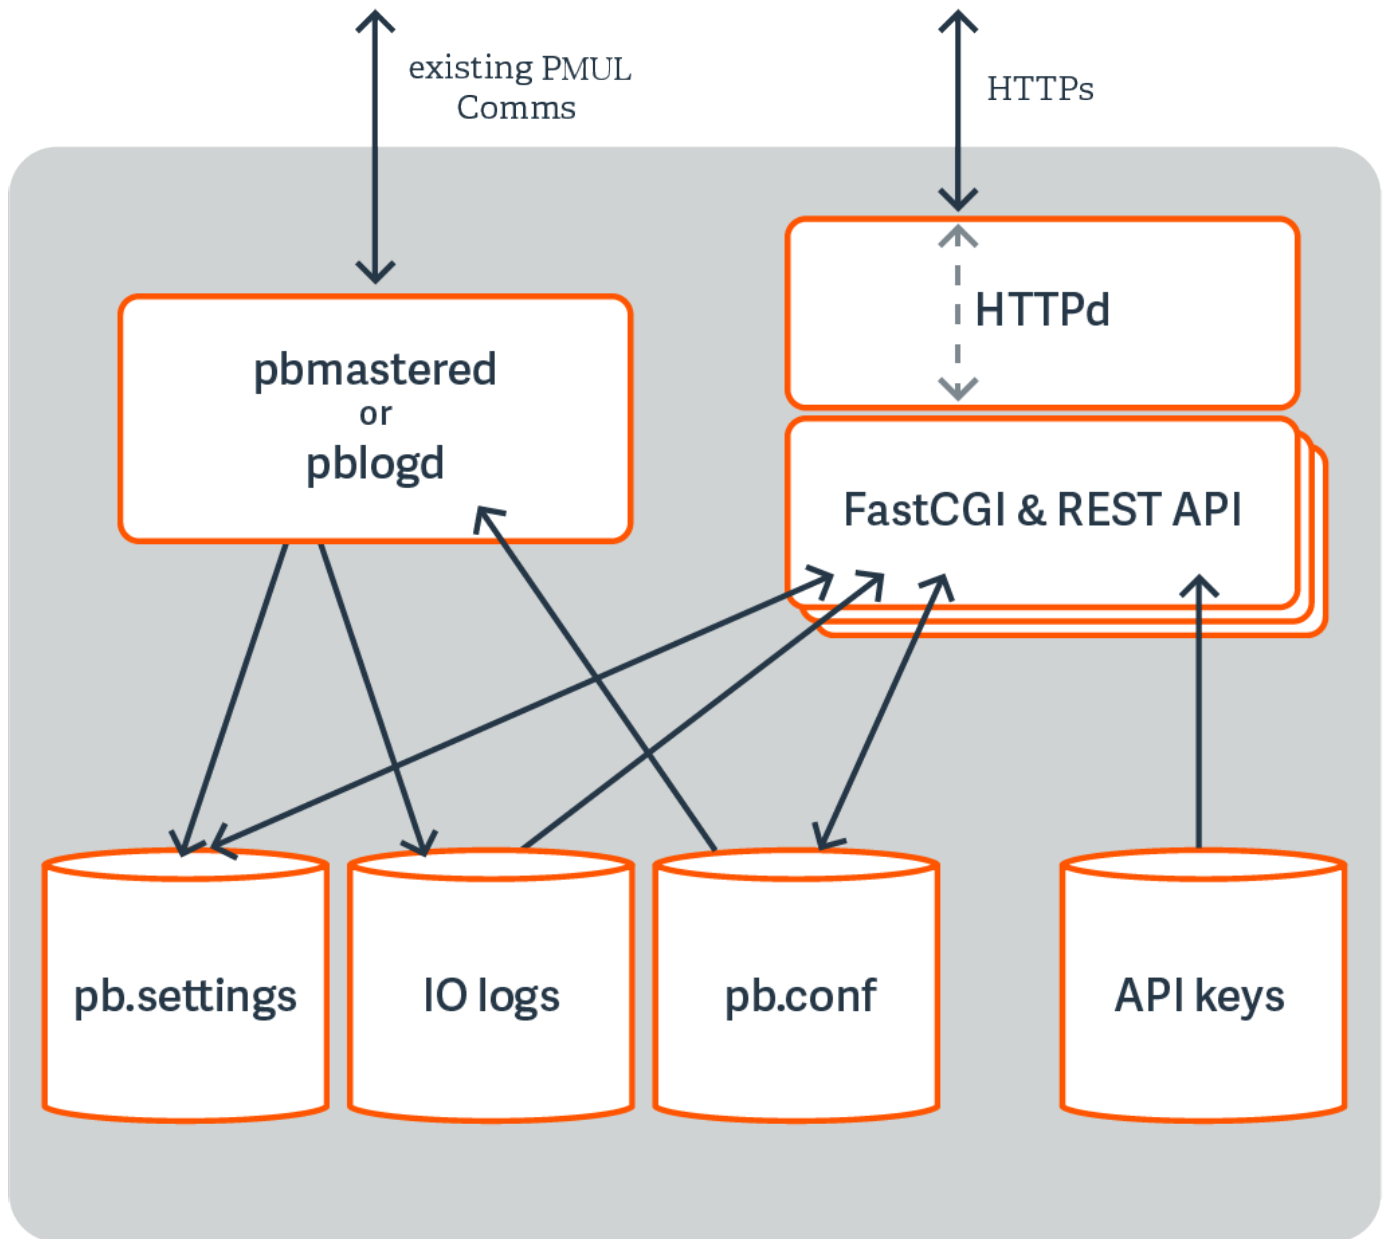 existing PMUL
Comms
HTTPs
HTTPd
pbmastered
or
pblogd
FastCGI & REST API
pb.settings
IO logs
pb.conf
API keys